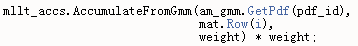 mllt_accs.AccumulateFromGmm(am_gmm.GetPdf(pdf_id),
mat.Row(i),
weight) * weight;